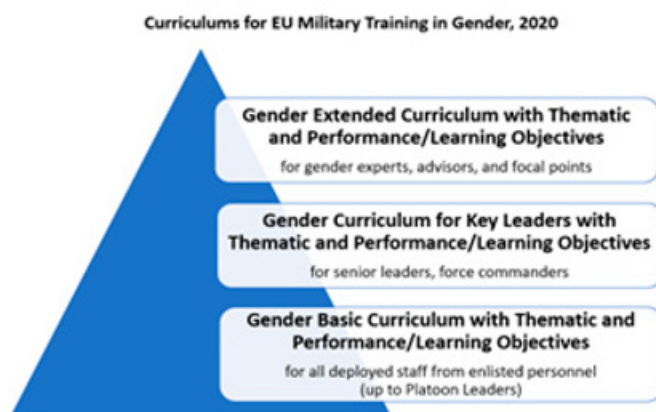 Curriculums for EU Military Training in Gender, 2020
Gender Extended Curriculum with Thematic
and Performance/Learning Objectives
for gender experts, advisors, and focal points
Gender Curriculum for Key Leaders with
Thematic and Performance/Learning Objectives
for senior leaders, force commanders
Gender Basic Curriculum with Thematic and
Performance/Learning Objectives
for all deployed staff from enlisted personnel
(up to Platoon Leaders)